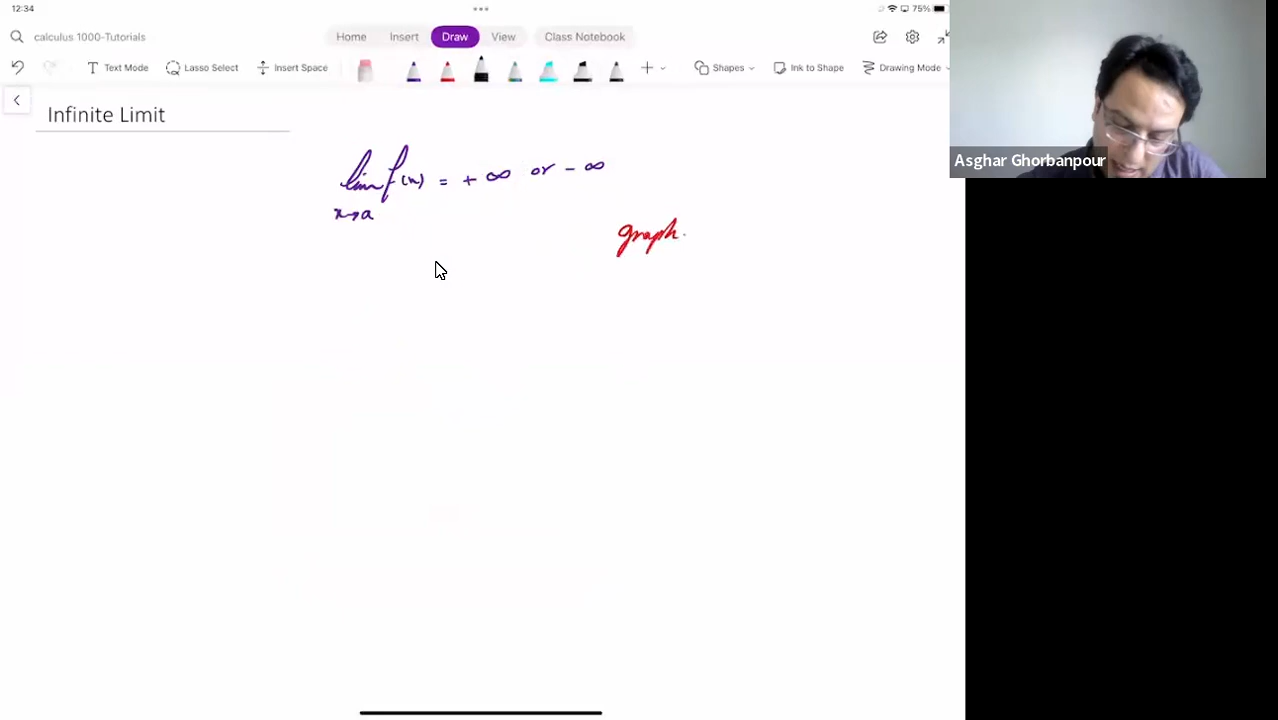 12:34
75%
calculus 1000-Tutorials
Home Insert Draw View Class Notebook
Text Mode Lasso Select Insert Space Shapes Ink to Shape Drawing Mode
Infinite Limit
Asghar Ghorbanpour
lim f(x) = + ∞ or - ∞
x→a
graph.